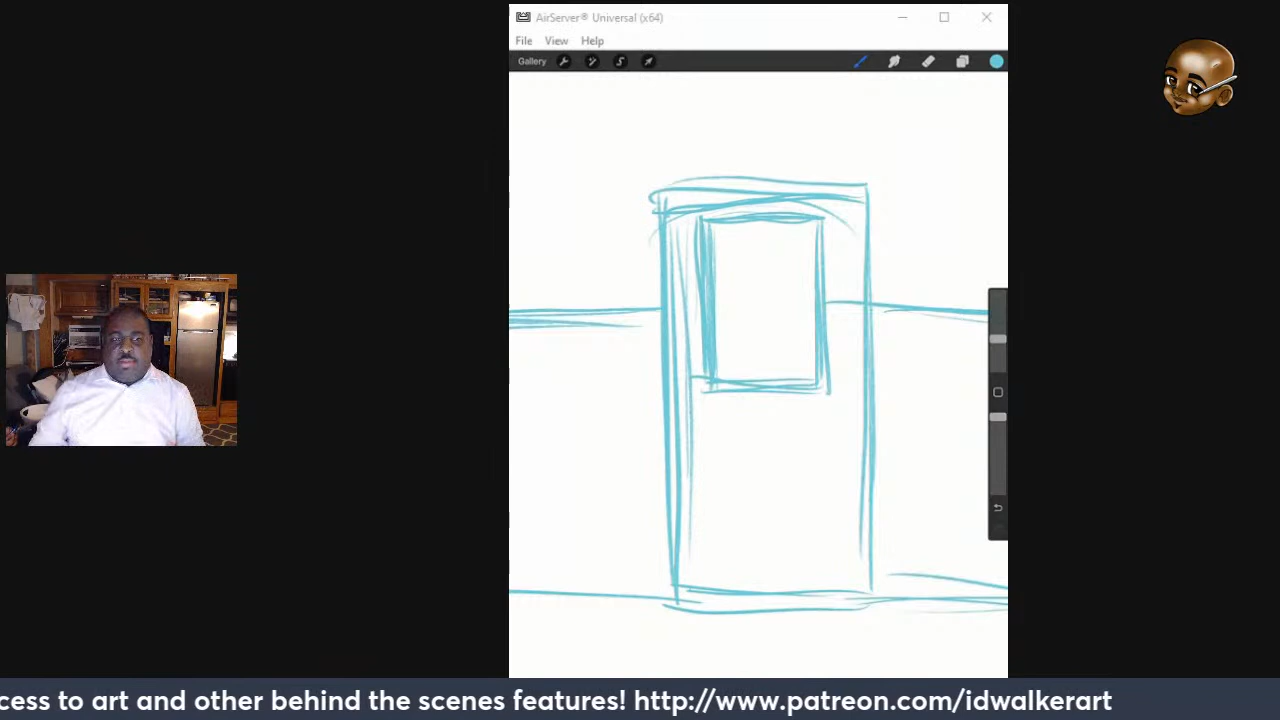 AirServer® Universal (x64)
File View Help
Gallery
cess to art and other behind the scenes features! http://www.patreon.com/idwalkerart